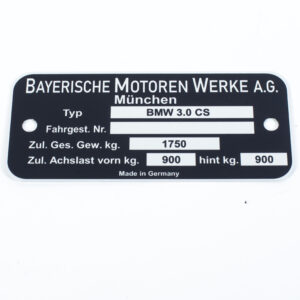 BAYERISCHE MOTOREN WERKE A.G.
München
Typ BMW 3.0 CS
Fahrgest. Nr.
Zul. Ges. Gew. kg. 1750
Zul. Achslast vorn kg. 900 hint kg. 900
Made in Germany